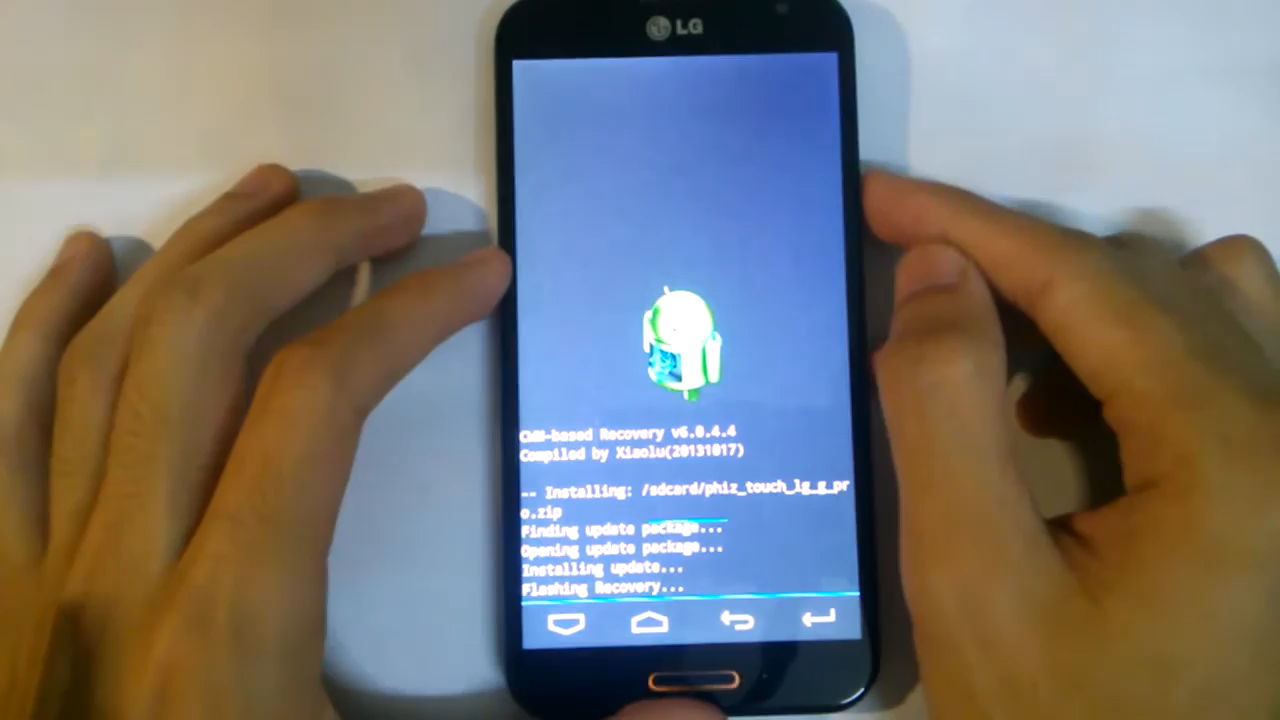 LG
CWM-based Recovery v6.0.4.4
Compiled by Xiaolu(20131017)
-- Installing: /sdcard/phiz_touch_lg_g_pr
o.zip
Finding update package...
Opening update package...
Installing update...
Flashing Recovery...